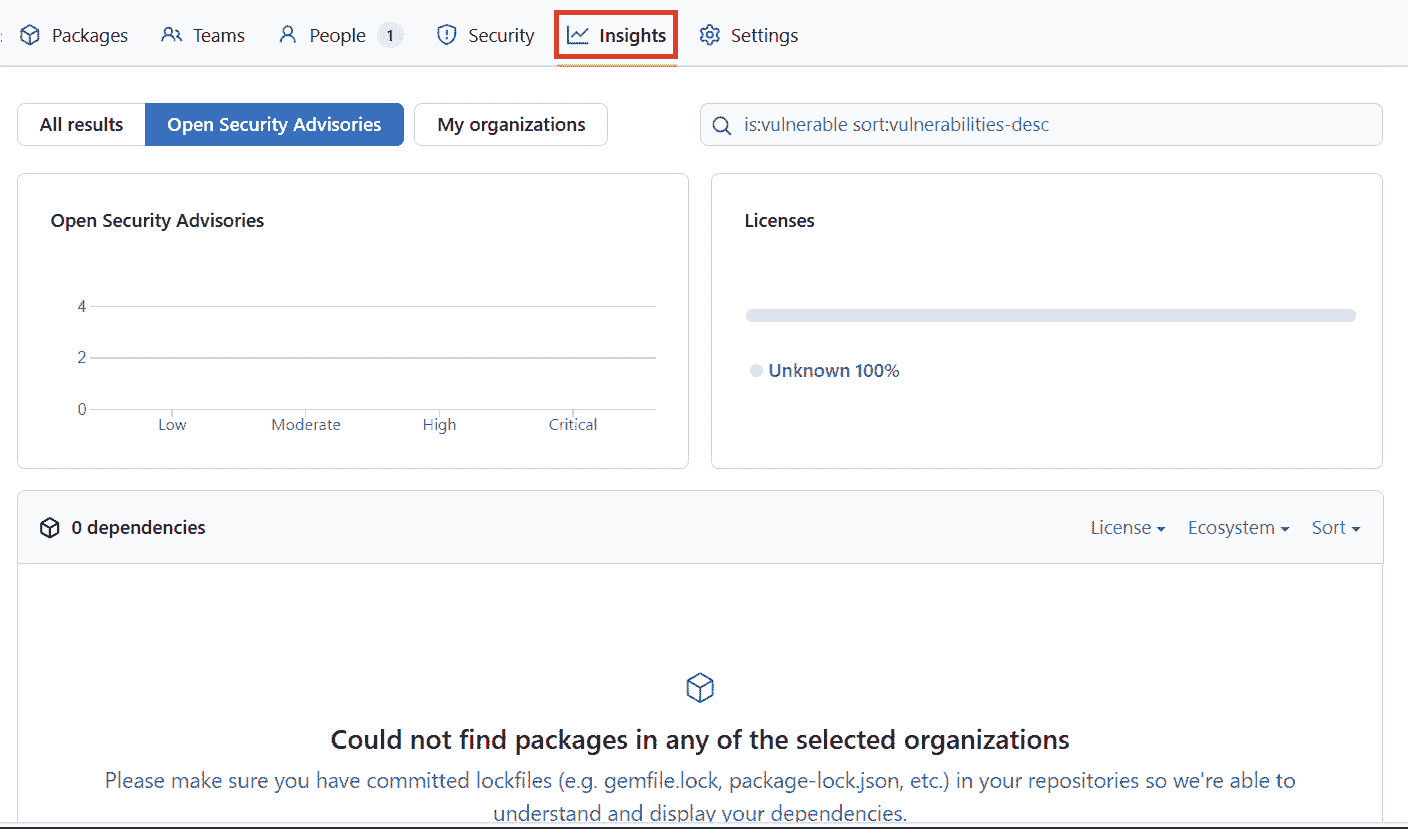 Packages Teams People 1 Security Insights Settings
All results Open Security Advisories My organizations is:vulnerable sort:vulnerabilities-desc
Open Security Advisories
4
2
0
Low Moderate High Critical
Licenses
Unknown 100%
0 dependencies License Ecosystem Sort
Could not find packages in any of the selected organizations
Please make sure you have committed lockfiles (e.g. gemfile.lock, package-lock.json, etc.) in your repositories so we're able to
understand and display your dependencies.